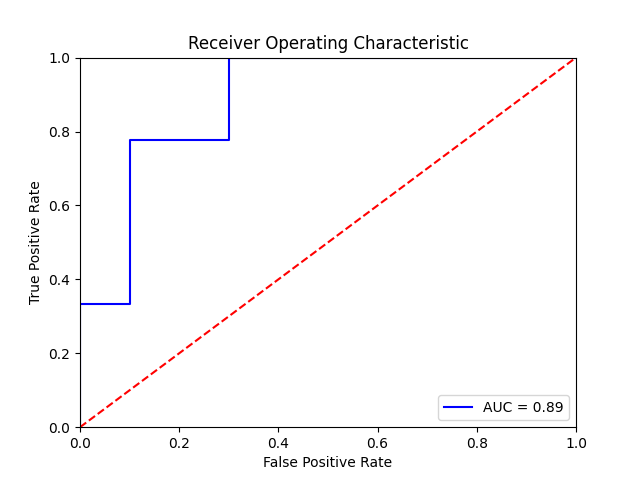 Receiver Operating Characteristic
1.0
0.8
0.6
0.4
0.2
0.0
True Positive Rate
AUC = 0.89
0.0 0.2 0.4 0.6 0.8 1.0
False Positive Rate